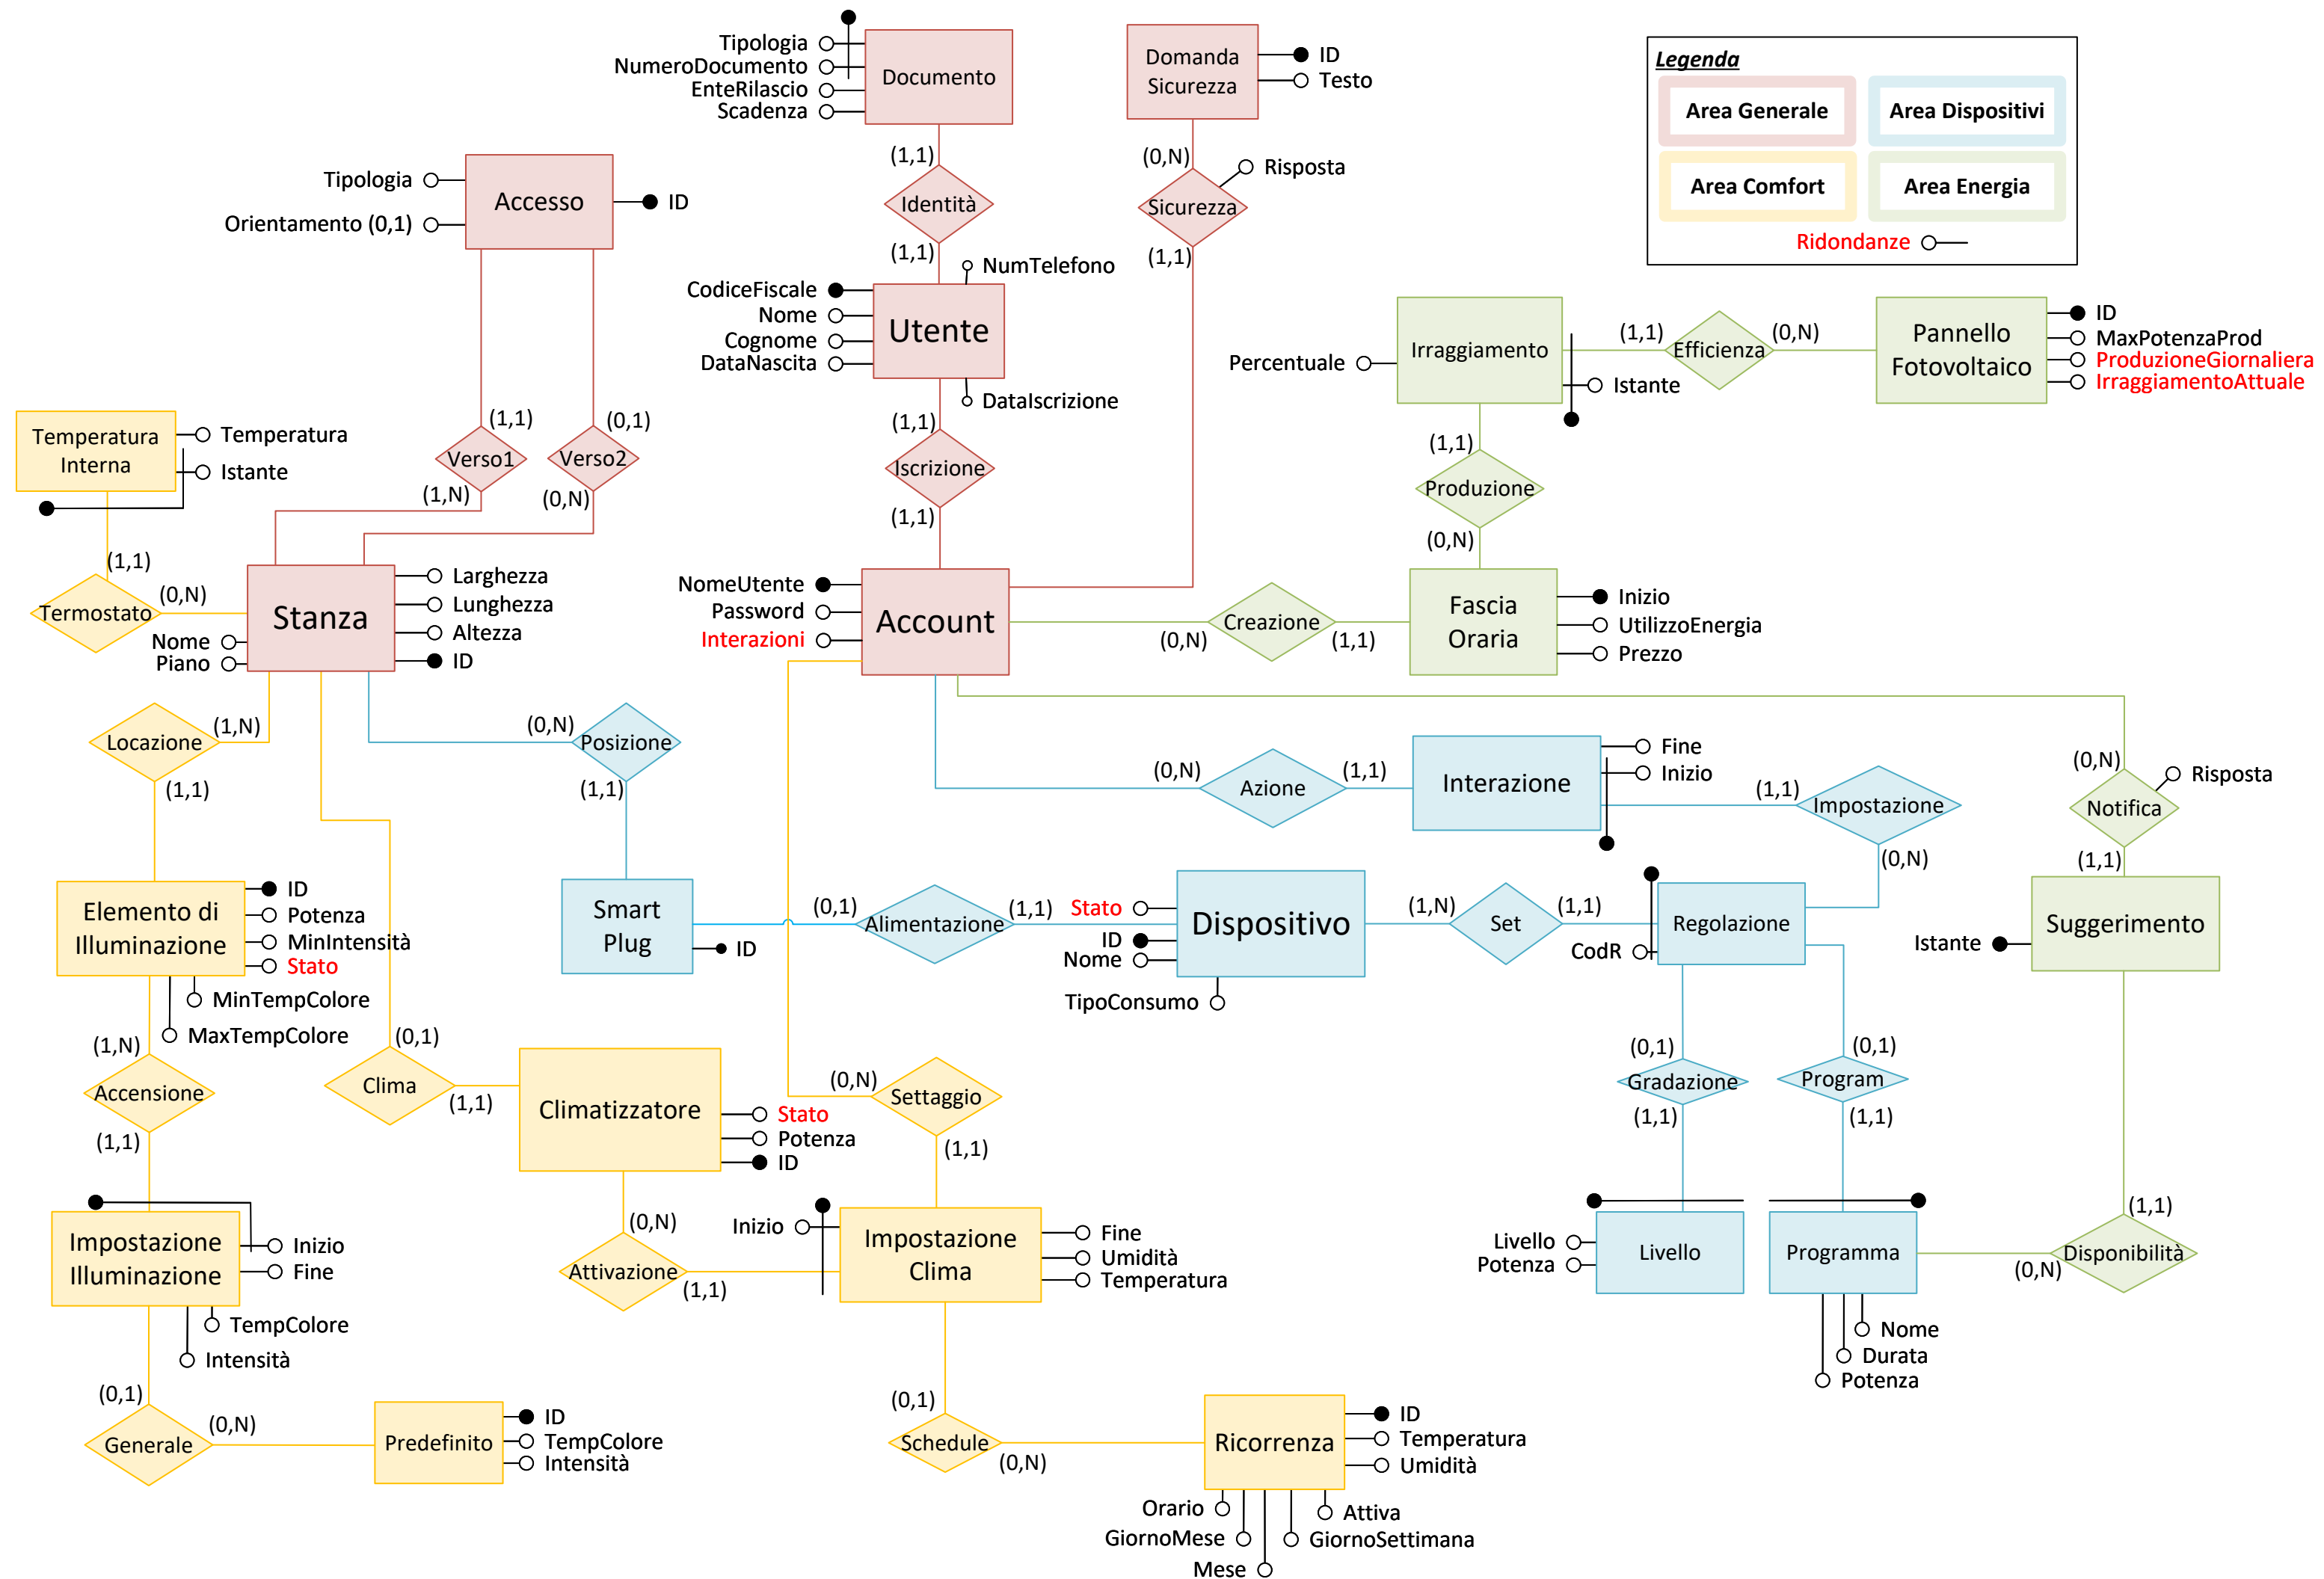 Tipologia
NumeroDocumento
EnteRilascio
Scadenza
Documento
Domanda
Sicurezza
ID
Testo
Legenda
Area Generale
Area Dispositivi
Area Comfort
Area Energia
Ridondanze
Tipologia
Orientamento (0,1)
Accesso
ID
(1,1)
Identità
(1,1)
(0,N)
Risposta
Sicurezza
(1,1)
NumTelefono
CodiceFiscale
Nome
Cognome
DataNascita
Utente
DataIscrizione
Percentuale
Irraggiamento
Istante
(1,1)
Efficienza
(0,N)
Pannello
Fotovoltaico
ID
MaxPotenzaProd
ProduzioneGiornaliera
IrraggiamentoAttuale
Temperatura
Interna
Temperatura
Istante
(1,1)
Verso1
(1,N)
(0,1)
Verso2
(0,N)
(1,1)
Iscrizione
(1,1)
(1,1)
Produzione
(0,N)
(1,1)
Termostato
(0,N)
Nome
Piano
Stanza
Larghezza
Lunghezza
Altezza
ID
NomeUtente
Password
Interazioni
Account
(0,N)
Creazione
(1,1)
Fascia
Oraria
Inizio
UtilizzoEnergia
Prezzo
Locazione
(1,N)
(1,1)
(0,N)
Posizione
(1,1)
(0,N)
Azione
(1,1)
Interazione
Fine
Inizio
(1,1)
Impostazione
(0,N)
(0,N)
Risposta
Notifica
(1,1)
Elemento di
Illuminazione
ID
Potenza
MinIntensità
Stato
MinTempColore
MaxTempColore
Smart
Plug
ID
(0,1)
Alimentazione
(1,1)
Stato
ID
Nome
TipoConsumo
Dispositivo
(1,N)
Set
(1,1)
CodR
Regolazione
Istante
Suggerimento
(1,N)
Accensione
(1,1)
(0,1)
Clima
(1,1)
Climatizzatore
Stato
Potenza
ID
(0,N)
Settaggio
(1,1)
(0,1)
Gradazione
(1,1)
(0,1)
Program
(1,1)
Impostazione
Illuminazione
Inizio
Fine
TempColore
Intensità
(0,N)
Attivazione
(1,1)
Inizio
Impostazione
Clima
Fine
Umidità
Temperatura
Livello
Potenza
Livello
Programma
Nome
Durata
Potenza
(1,1)
Disponibilità
(0,N)
(0,1)
Generale
(0,N)
Predefinito
ID
TempColore
Intensità
(0,1)
Schedule
(0,N)
Ricorrenza
ID
Temperatura
Umidità
Orario
GiornoMese
Mese
Attiva
GiornoSettimana